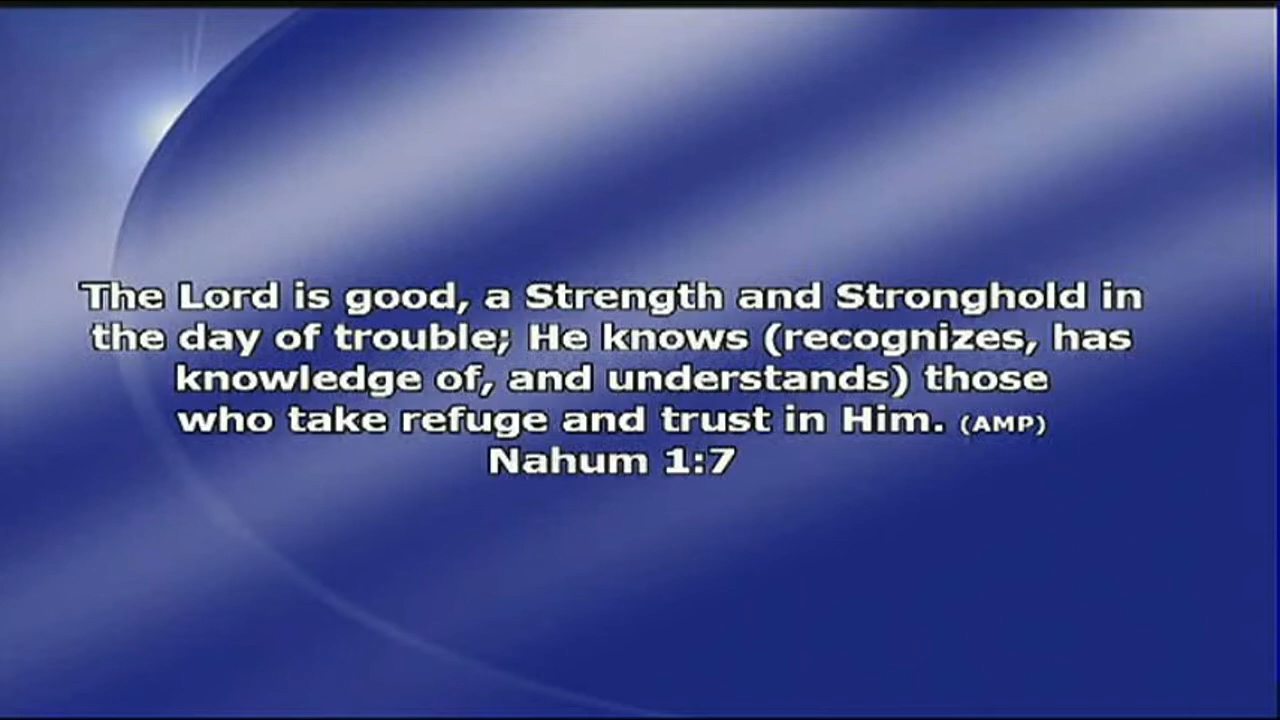 The Lord is good, a Strength and Stronghold in
the day of trouble; He knows (recognizes, has
knowledge of, and understands) those
who take refuge and trust in Him. (AMP)
Nahum 1:7